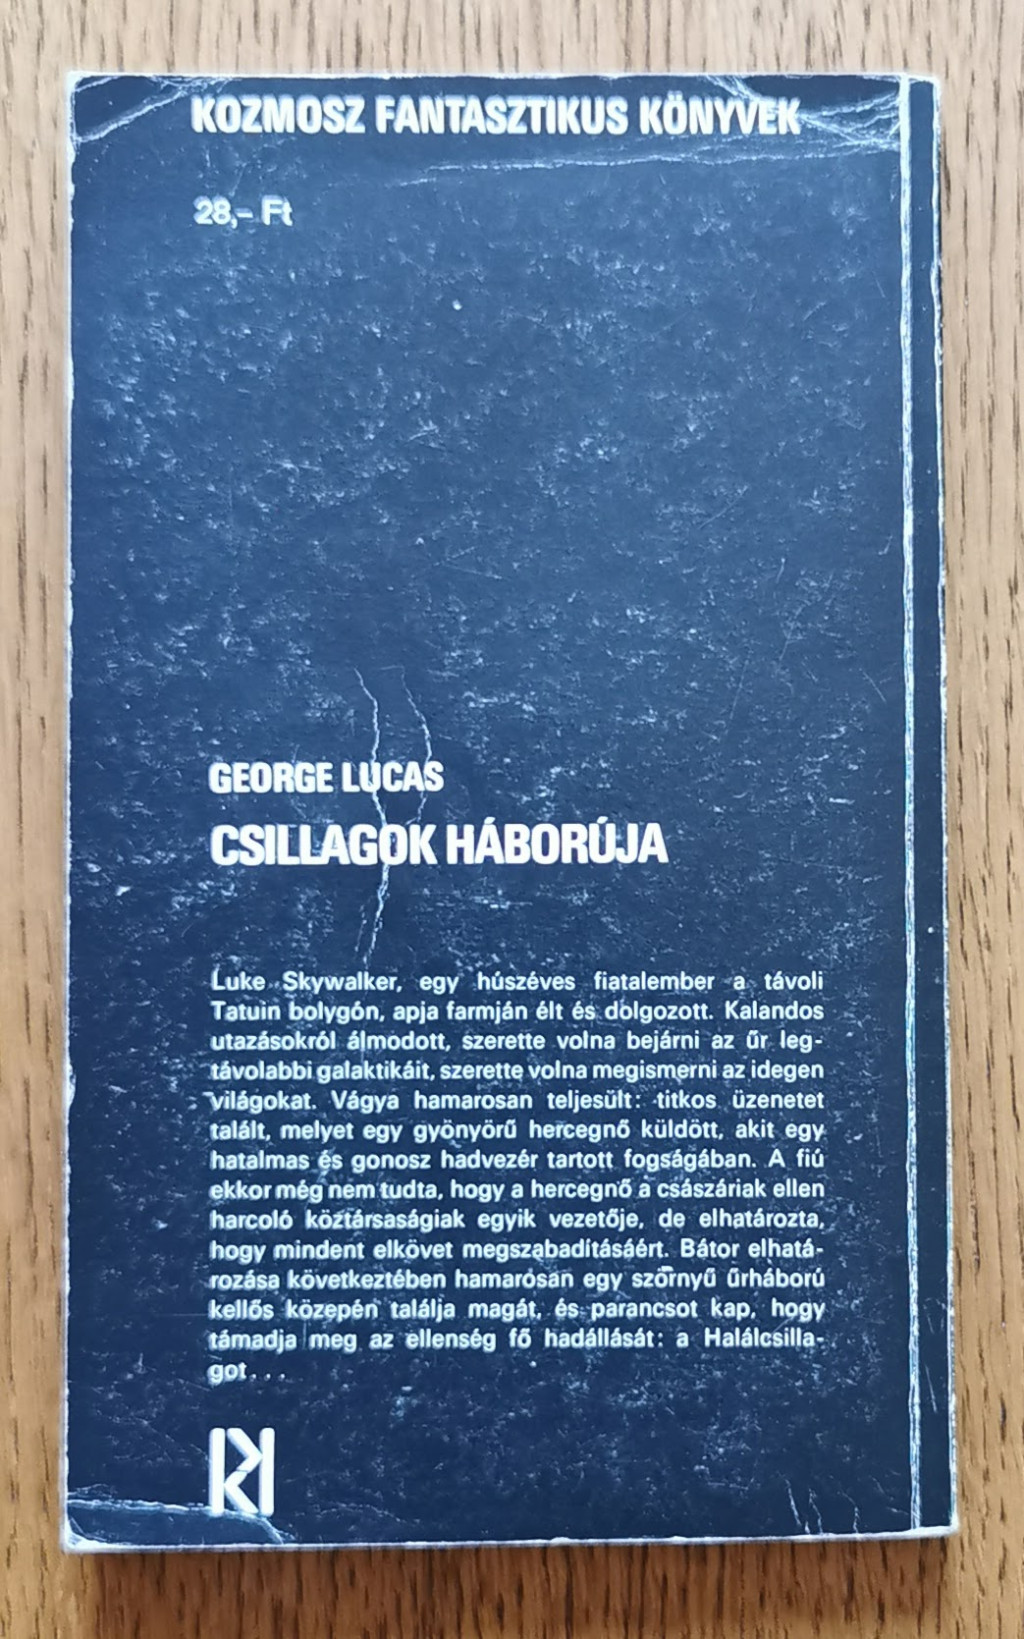 KOZMOSZ FANTASZTIKUS KÖNYVEK
28,– Ft
GEORGE LUCAS
CSILLAGOK HÁBORÚJA
Luke Skywalker, egy húszéves fiatalember a távoli
Tatuin bolygón, apja farmján élt és dolgozott. Kalandos
utazásokról álmodott, szerette volna bejárni az űr leg-
távolabbi galaktikáit, szerette volna megismerni az idegen
világokat. Vágya hamarosan teljesült: titkos üzenetet
talált, melyet egy gyönyörű hercegnő küldött, akit egy
hatalmas és gonosz hadvezér tartott fogságában. A fiú
ekkor még nem tudta, hogy a hercegnő a császáriak ellen
harcoló köztársaságiak egyik vezetője, de elhatározta,
hogy mindent elkövet megszabadításáért. Bátor elhatá-
rozása következtében hamarosan egy szörnyű űrháború
kellős közepén találja magát, és parancsot kap, hogy
támadja meg az ellenség fő hadállását: a Halálcsilla-
got...